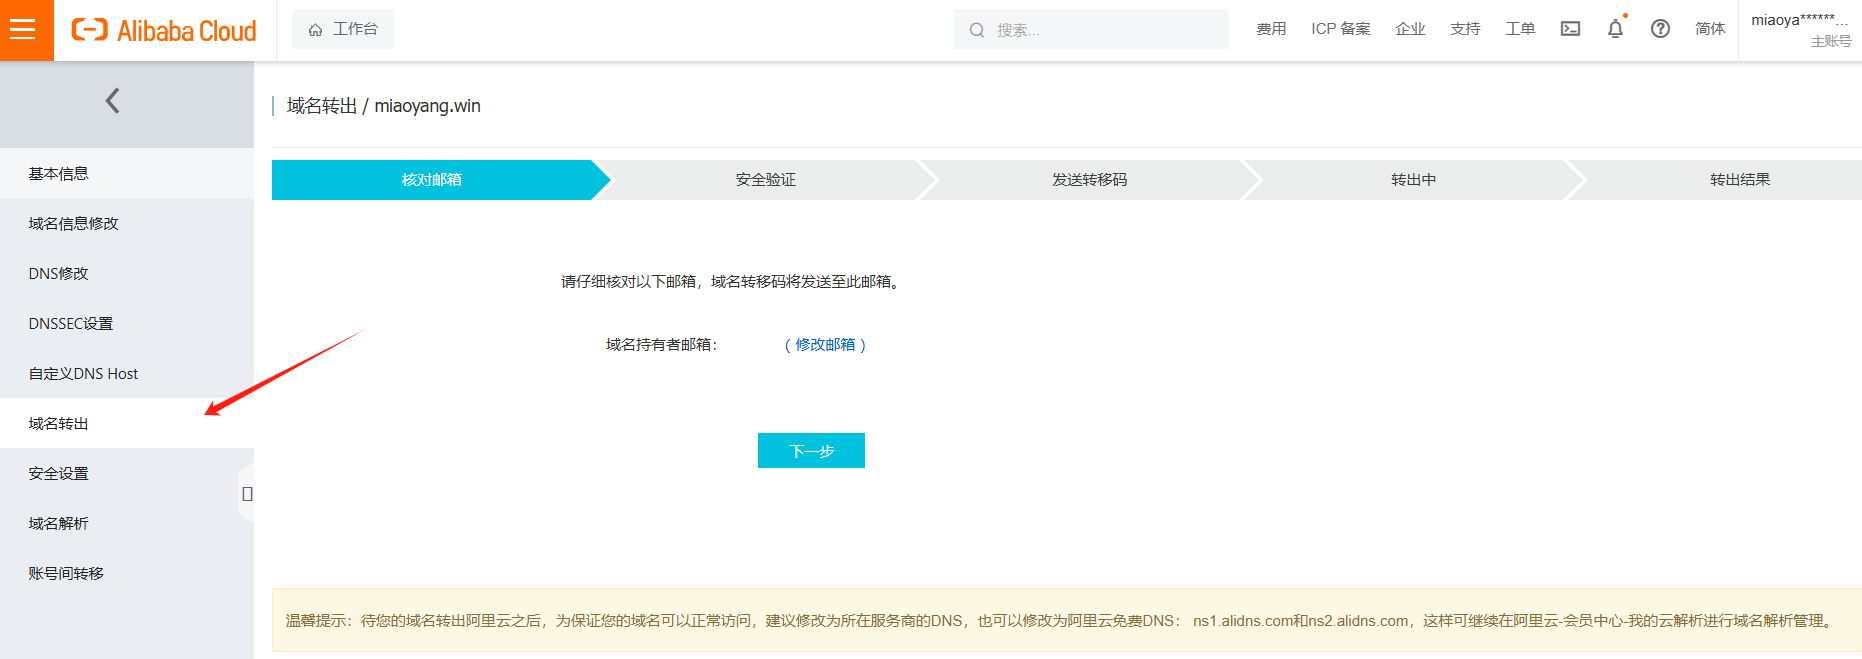 Alibaba Cloud
工作台
搜索...
费用
ICP 备案
企业
支持
工单
简体
miaoya******...
主账号
域名转出 / miaoyang.win
基本信息
域名信息修改
DNS修改
DNSSEC设置
自定义DNS Host
域名转出
安全设置
域名解析
账号间转移
核对邮箱
安全验证
发送转移码
转出中
转出结果
请仔细核对以下邮箱，域名转移码将发送至此邮箱。
域名持有者邮箱：
( 修改邮箱 )
下一步
温馨提示：待您的域名转出阿里云之后，为保证您的域名可以正常访问，建议修改为所在服务商的DNS，也可以修改为阿里云免费DNS： ns1.alidns.com和ns2.alidns.com，这样可继续在阿里云-会员中心-我的云解析进行域名解析管理。